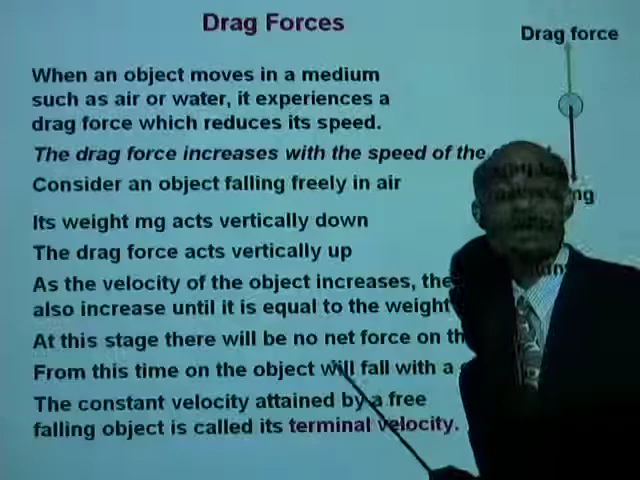 Drag Forces
Drag force
When an object moves in a medium
such as air or water, it experiences a
drag force which reduces its speed.
The drag force increases with the speed of the
Consider an object falling freely in air
mg
Its weight mg acts vertically down
The drag force acts vertically up
As the velocity of the object increases, the
also increase until it is equal to the weight
At this stage there will be no net force on
From this time on the object will fall with a
The constant velocity attained by a free
falling object is called its terminal velocity.